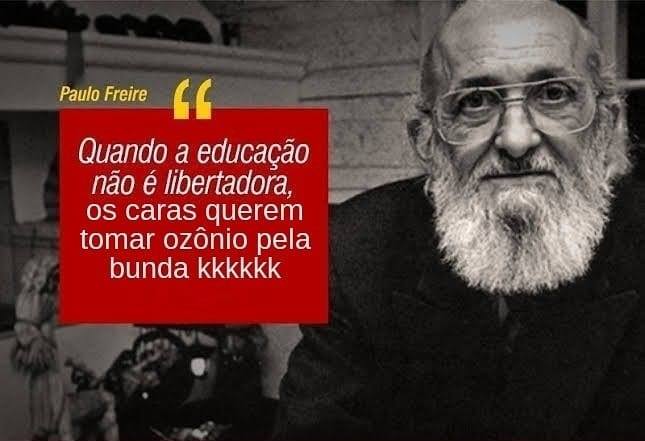 Paulo Freire
“
Quando a educação
não é libertadora,
os caras querem
tomar ozônio pela
bunda kkkkkk